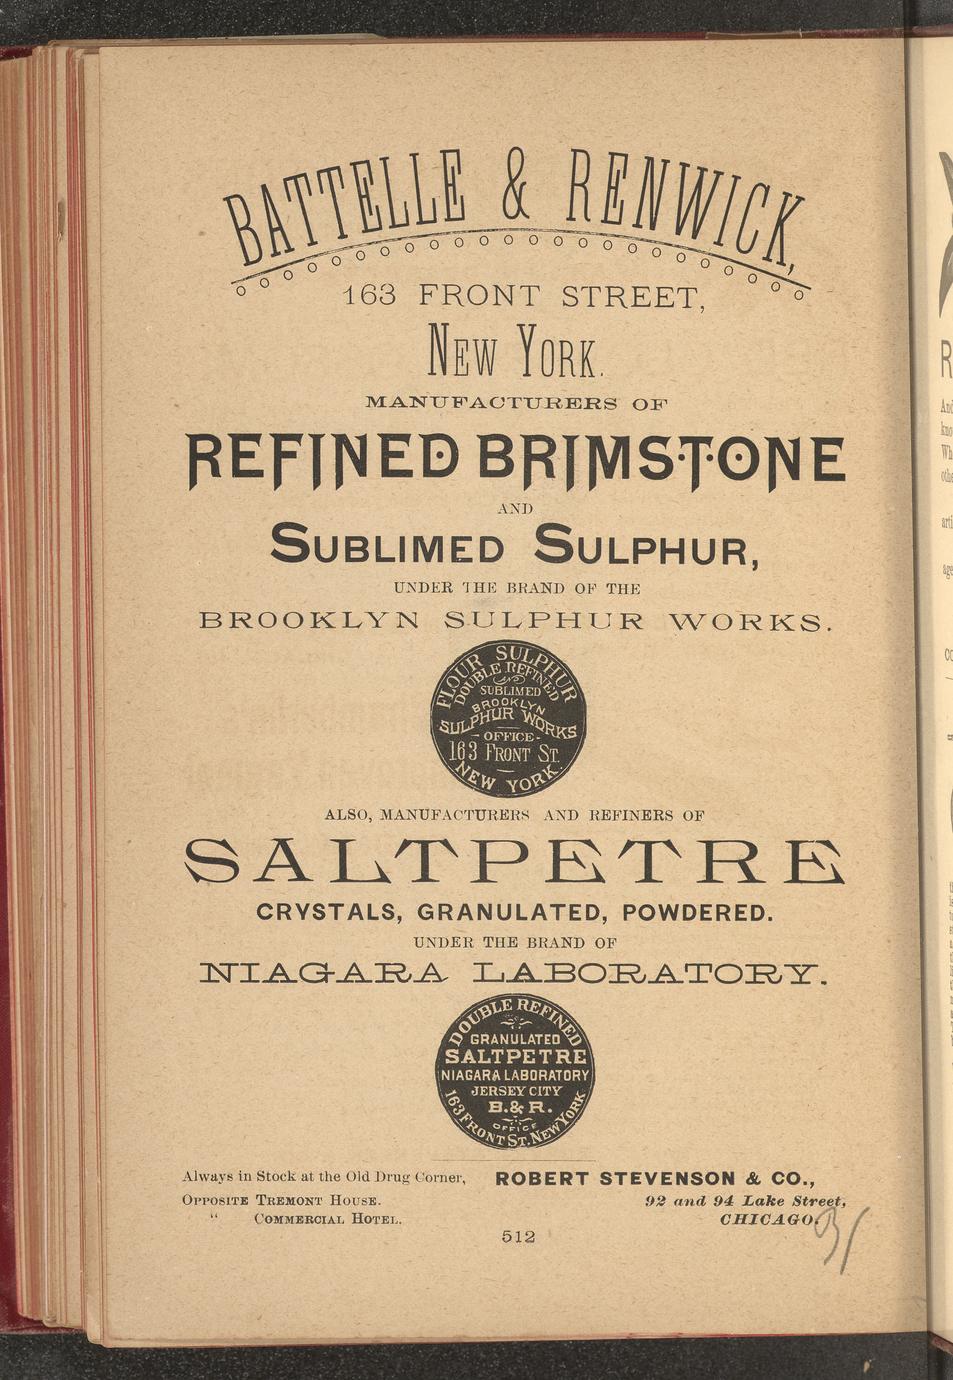 BATTELLE & RENWICK,
163 FRONT STREET,
NEW YORK.
MANUFACTURERS OF
REFINED BRIMSTONE
AND
SUBLIMED SULPHUR,
UNDER THE BRAND OF THE
BROOKLYN SULPHUR WORKS.
FLOUR SULPHUR
DOUBLE REFINED
AND
SUBLIMED
BROOKLYN
SULPHUR WORKS
- OFFICE -
163 FRONT ST.
NEW YORK.
ALSO, MANUFACTURERS AND REFINERS OF
SALTPETRE
CRYSTALS, GRANULATED, POWDERED.
UNDER THE BRAND OF
NIAGARA LABORATORY.
DOUBLE REFINED
GRANULATED
SALTPETRE
NIAGARA LABORATORY
JERSEY CITY
B. & R.
OFFICE
163 FRONT ST. NEW YORK
Always in Stock at the Old Drug Corner,
OPPOSITE TREMONT HOUSE.
" COMMERCIAL HOTEL.
ROBERT STEVENSON & CO.,
92 and 94 Lake Street,
CHICAGO.
512